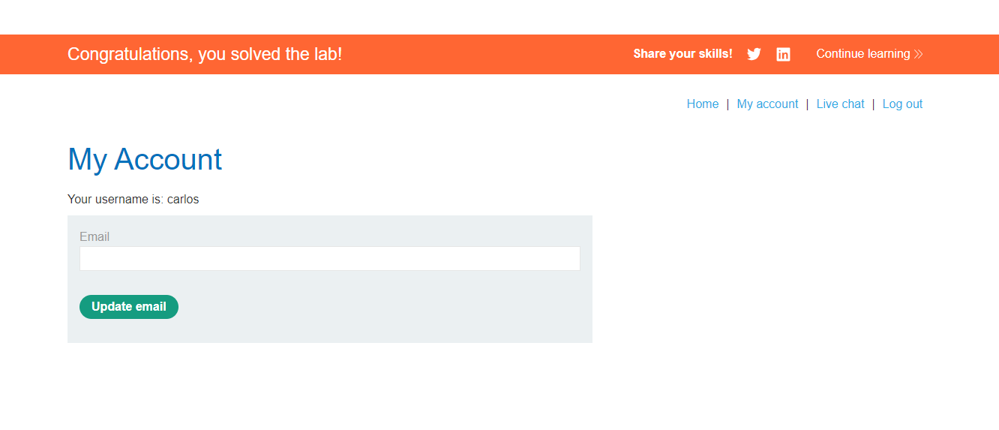 Congratulations, you solved the lab!
Share your skills! Continue learning
Home | My account | Live chat | Log out
My Account
Your username is: carlos
Email
Update email